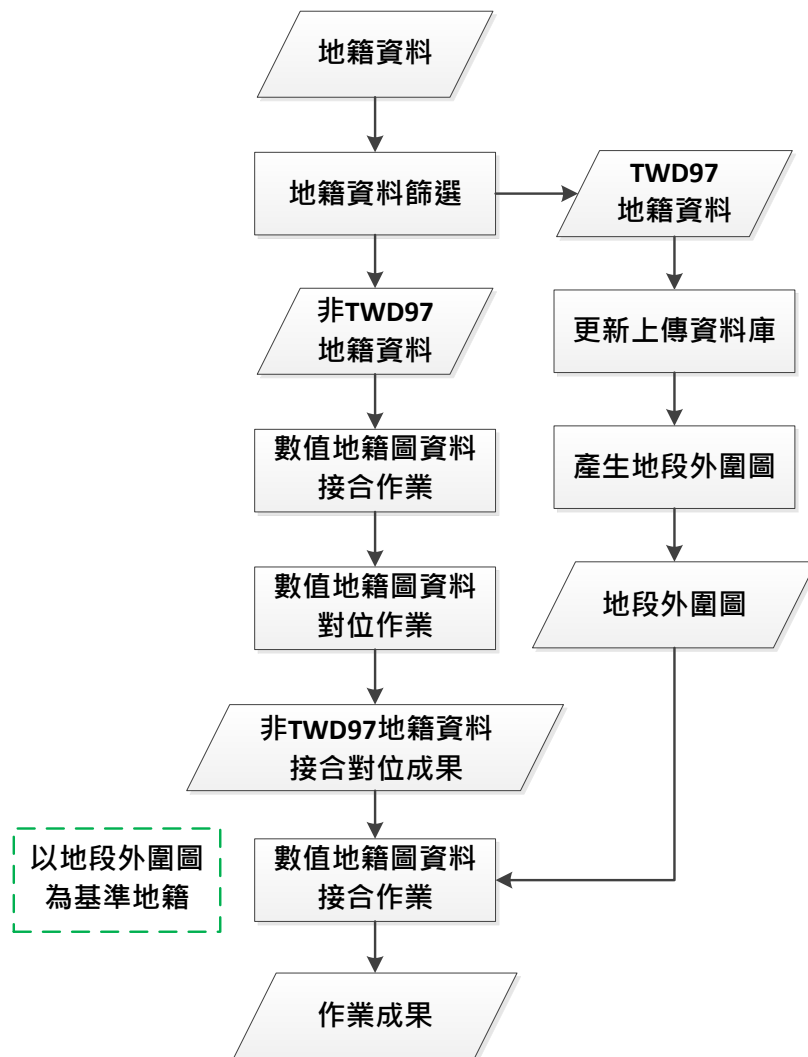 地籍資料
地籍資料篩選
TWD97
地籍資料
非TWD97
地籍資料
更新上傳資料庫
數值地籍圖資料
接合作業
產生地段外圍圖
數值地籍圖資料
對位作業
地段外圍圖
非TWD97地籍資料
接合對位成果
以地段外圍圖
為基準地籍
數值地籍圖資料
接合作業
作業成果